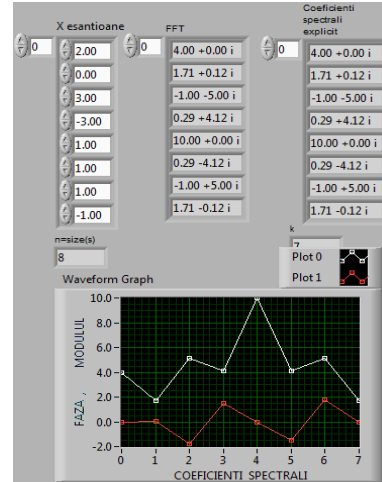 X esantioane
FFT
Coeficienti
spectrali
explicit
0
2.00
0.00
3.00
-3.00
1.00
1.00
1.00
-1.00
0
4.00 +0.00 i
1.71 +0.12 i
-1.00 -5.00 i
0.29 +4.12 i
10.00 +0.00 i
0.29 -4.12 i
-1.00 +5.00 i
1.71 -0.12 i
0
4.00 +0.00 i
1.71 +0.12 i
-1.00 -5.00 i
0.29 +4.12 i
10.00 +0.00 i
0.29 -4.12 i
-1.00 +5.00 i
1.71 -0.12 i
n=size(s)
8
k
7
Plot 0
Plot 1
Waveform Graph
FAZA , MODULUL
10.0
8.0
6.0
4.0
2.0
0.0
-2.0
0 1 2 3 4 5 6 7
COEFICIENTI SPECTRALI